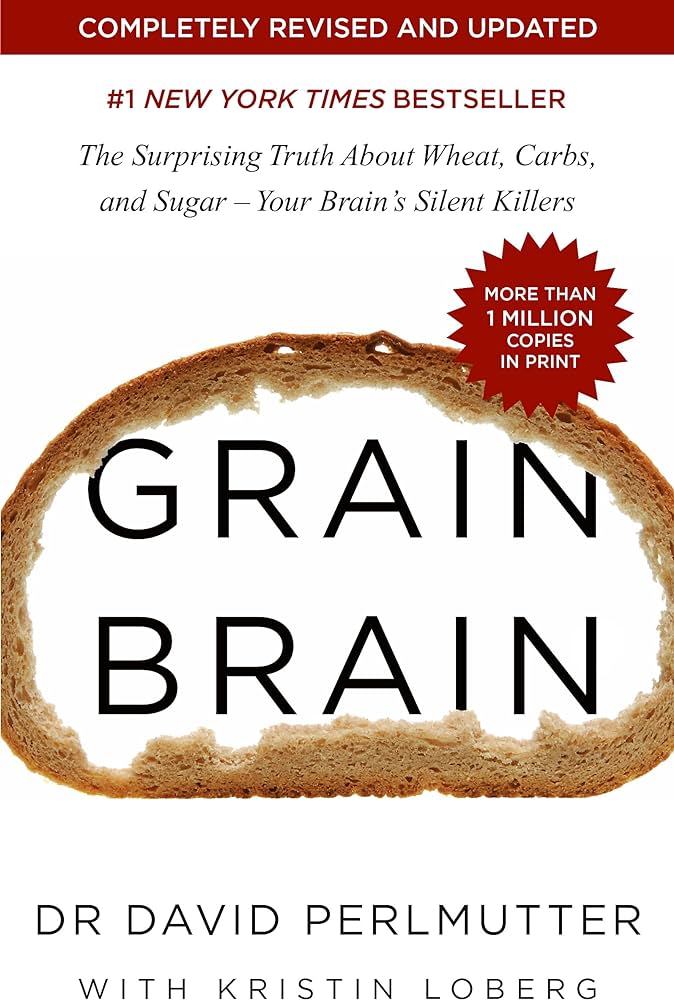 COMPLETELY REVISED AND UPDATED
#1 NEW YORK TIMES BESTSELLER
The Surprising Truth About Wheat, Carbs,
and Sugar – Your Brain’s Silent Killers
MORE THAN
1 MILLION
COPIES
IN PRINT
GRAIN
BRAIN
DR DAVID PERLMUTTER
WITH KRISTIN LOBERG